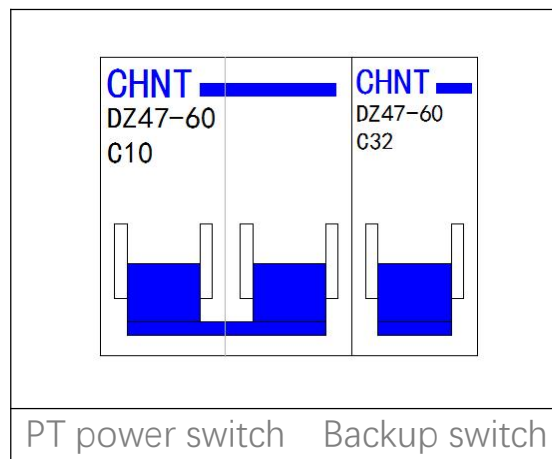 CHNT
DZ47-60
C10
CHNT
DZ47-60
C32
PT power switch
Backup switch